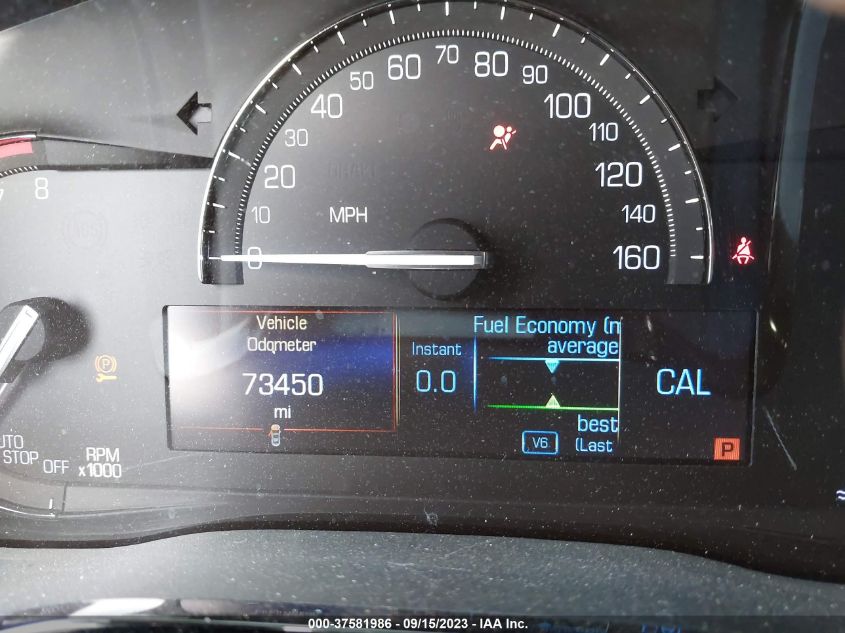 70
60 80
50 90
40 100
30 110
20 120
8
10 MPH 140
0 160
Vehicle Fuel Economy (m
Odometer Instant average
73450 0.0 CAL
mi
best
V6 (Last
P
(P)
UTO
STOP OFF RPM
x1000
000-37581986 - 09/15/2023 - IAA Inc.